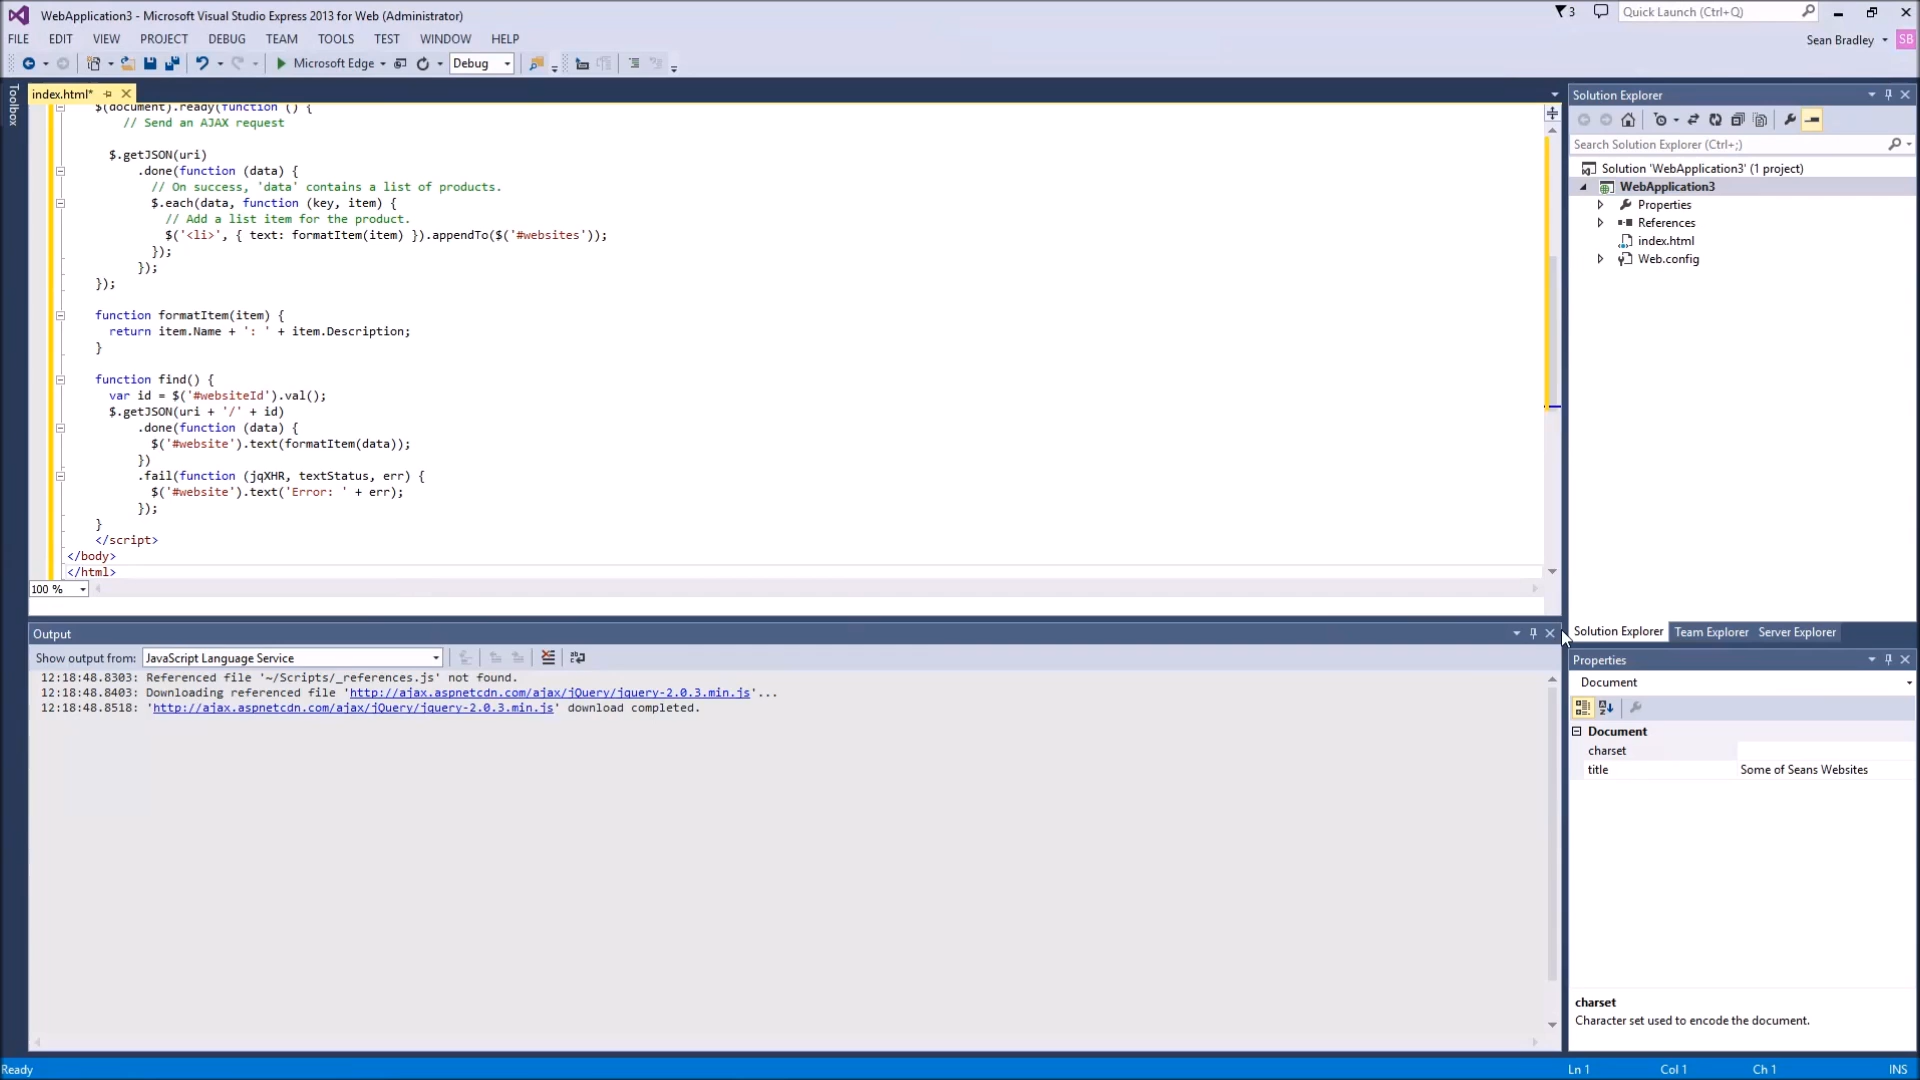 WebApplication3 - Microsoft Visual Studio Express 2013 for Web (Administrator)
3
Quick Launch (Ctrl+Q)
FILE EDIT VIEW PROJECT DEBUG TEAM TOOLS TEST WINDOW HELP
Sean Bradley SB
Microsoft Edge Debug
Toolbox
index.html*
$(document).ready(function () {
// Send an AJAX request
$.getJSON(uri)
.done(function (data) {
// On success, 'data' contains a list of products.
$.each(data, function (key, item) {
// Add a list item for the product.
$('<li>', { text: formatItem(item) }).appendTo($('#websites'));
});
});
});
function formatItem(item) {
return item.Name + ': ' + item.Description;
}
function find() {
var id = $('#websiteId').val();
$.getJSON(uri + '/' + id)
.done(function (data) {
$('#website').text(formatItem(data));
})
.fail(function (jqXHR, textStatus, err) {
$('#website').text('Error: ' + err);
});
}
</script>
</body>
</html>
100 %
Output
Show output from: JavaScript Language Service
12:18:48.8303: Referenced file '~/Scripts/_references.js' not found.
12:18:48.8403: Downloading referenced file 'http://ajax.aspnetcdn.com/ajax/jQuery/jquery-2.0.3.min.js'...
12:18:48.8518: 'http://ajax.aspnetcdn.com/ajax/jQuery/jquery-2.0.3.min.js' download completed.
Solution Explorer
Search Solution Explorer (Ctrl+;)
Solution 'WebApplication3' (1 project)
WebApplication3
Properties
References
index.html
Web.config
Solution Explorer Team Explorer Server Explorer
Properties
Document
Document
charset
title Some of Seans Websites
charset
Character set used to encode the document.
Ready Ln 1 Col 1 Ch 1 INS